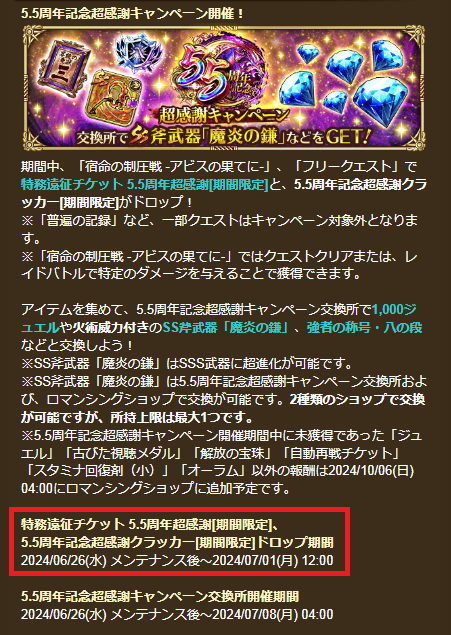 5.5周年記念超感謝キャンペーン開催！
三
5.5周年記念
超感謝キャンペーン
交換所でSS斧武器「魔炎の鎌」などをGET!
期間中、「宿命の制圧戦 -アビスの果てに-」、「フリークエスト」で
特務遠征チケット 5.5周年超感謝[期間限定]と、5.5周年記念超感謝クラ
ッカー[期間限定]がドロップ！
※「普遍の記録」など、一部クエストはキャンペーン対象外となりま
す。
※「宿命の制圧戦 -アビスの果てに-」ではクエストクリアまたは、レ
イドバトルで特定のダメージを与えることで獲得できます。
アイテムを集めて、5.5周年記念超感謝キャンペーン交換所で1,000ジ
ュエルや火術威力付きのSS斧武器「魔炎の鎌」、強者の称号・八の段
などと交換しよう！
※SS斧武器「魔炎の鎌」はSSS武器に超進化が可能です。
※SS斧武器「魔炎の鎌」は5.5周年記念超感謝キャンペーン交換所およ
び、ロマンシングショップで交換が可能です。2種類のショップで交換
が可能ですが、所持上限は最大1つです。
※5.5周年記念超感謝キャンペーン開催期間中に未獲得であった「ジュ
エル」「古びた視聴メダル」「解放の宝珠」「自動再戦チケット」
「スタミナ回復剤（小）」「オーラム」以外の報酬は2024/10/06(日)
04:00にロマンシングショップに追加予定です。
特務遠征チケット 5.5周年超感謝[期間限定]、
5.5周年記念超感謝クラッカー[期間限定]ドロップ期間
2024/06/26(水) メンテナンス後～2024/07/01(月) 12:00
5.5周年記念超感謝キャンペーン交換所開催期間
2024/06/26(水) メンテナンス後～2024/07/08(月) 04:00